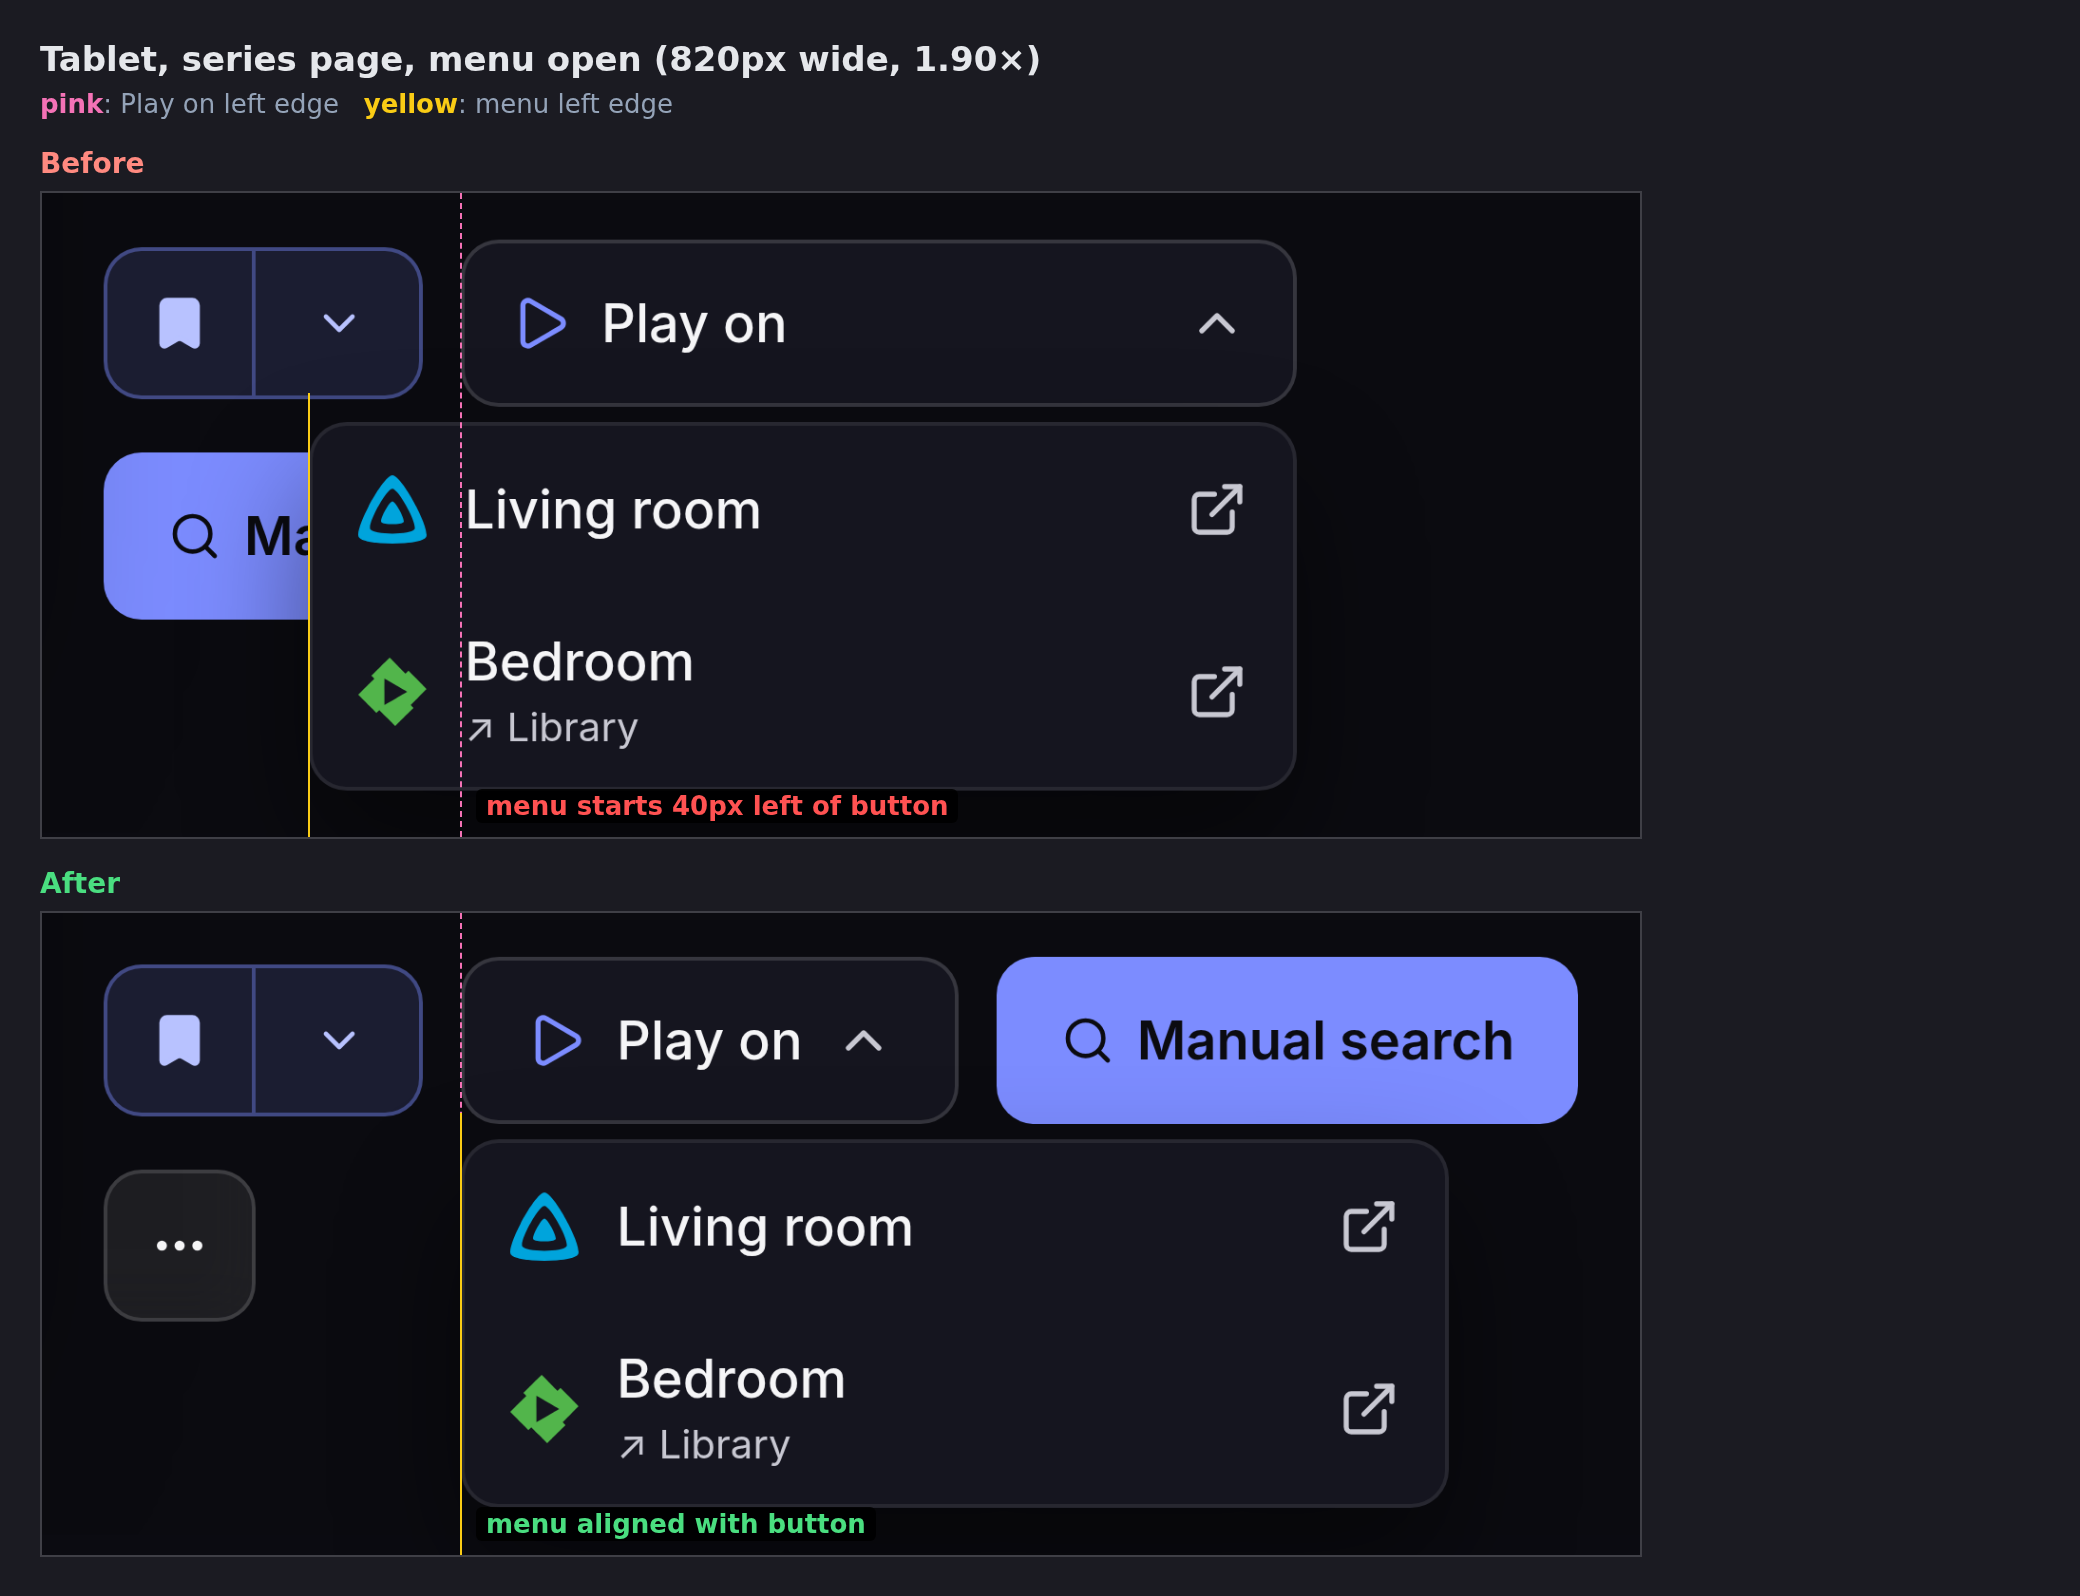 Tablet, series page, menu open (820px wide, 1.90×)
pink: Play on left edge yellow: menu left edge
Before
Play on
Ma
Living room
Bedroom
Library
menu starts 40px left of button
After
Play on
Manual search
Living room
Bedroom
Library
menu aligned with button